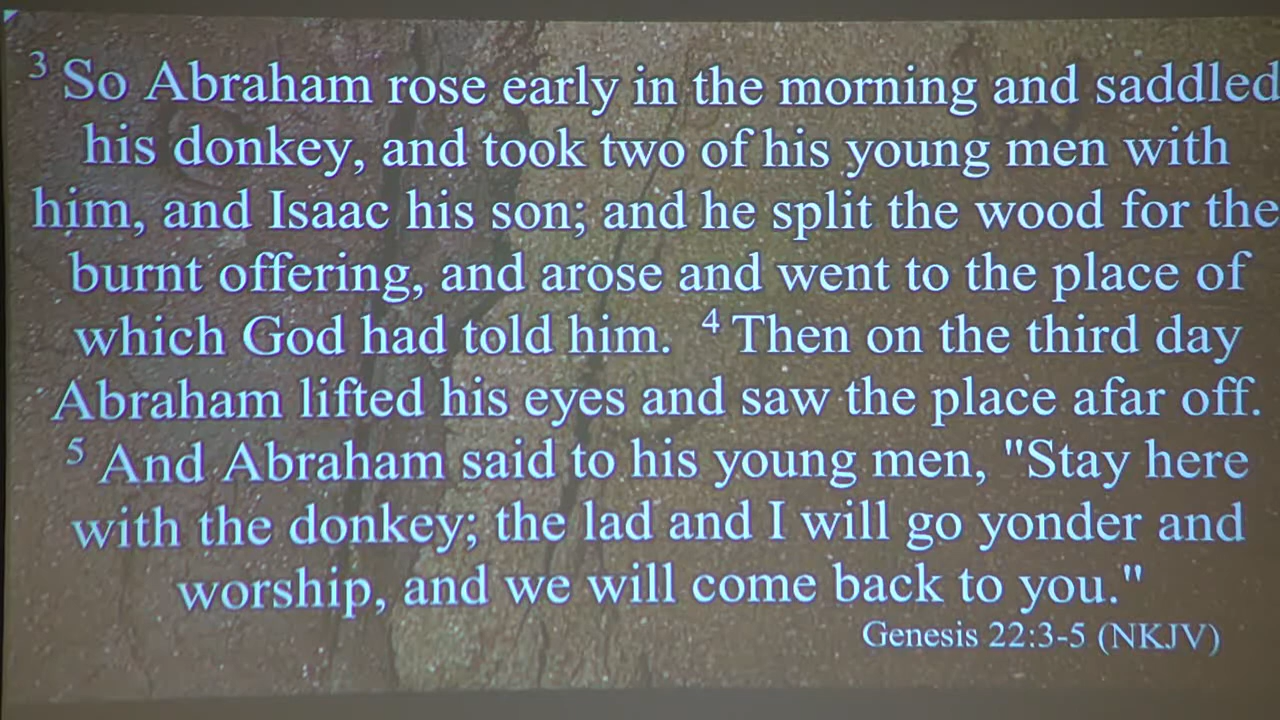 3 So Abraham rose early in the morning and saddled
his donkey, and took two of his young men with
him, and Isaac his son; and he split the wood for the
burnt offering, and arose and went to the place of
which God had told him. 4 Then on the third day
Abraham lifted his eyes and saw the place afar off.
5 And Abraham said to his young men, "Stay here
with the donkey; the lad and I will go yonder and
worship, and we will come back to you."
Genesis 22:3-5 (NKJV)